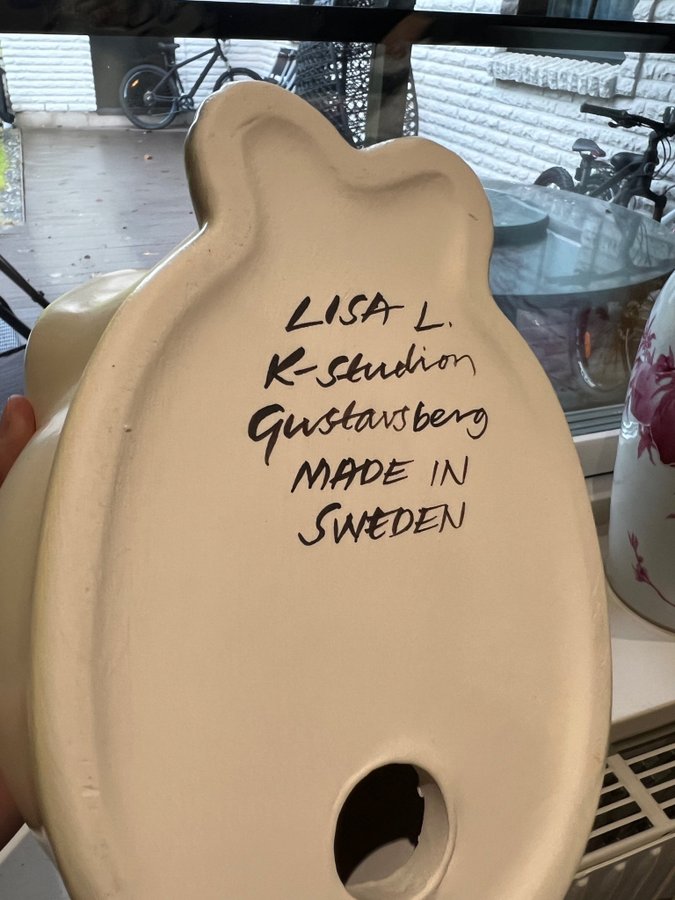 LISA L.
K-Studion
Gustavsberg
MADE IN
SWEDEN